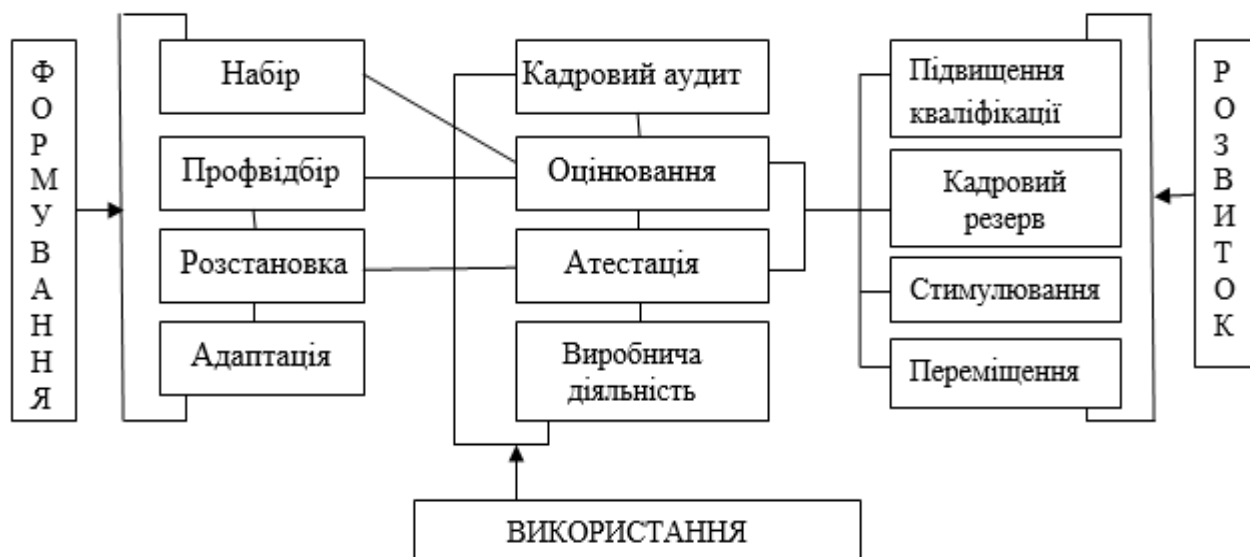 ФОРМУВАННЯ
Набір
Профвідбір
Розстановка
Адаптація
Кадровий аудит
Оцінювання
Атестація
Виробнича
діяльність
Підвищення
кваліфікації
Кадровий
резерв
Стимулювання
Переміщення
РОЗВИТОК
ВИКОРИСТАННЯ